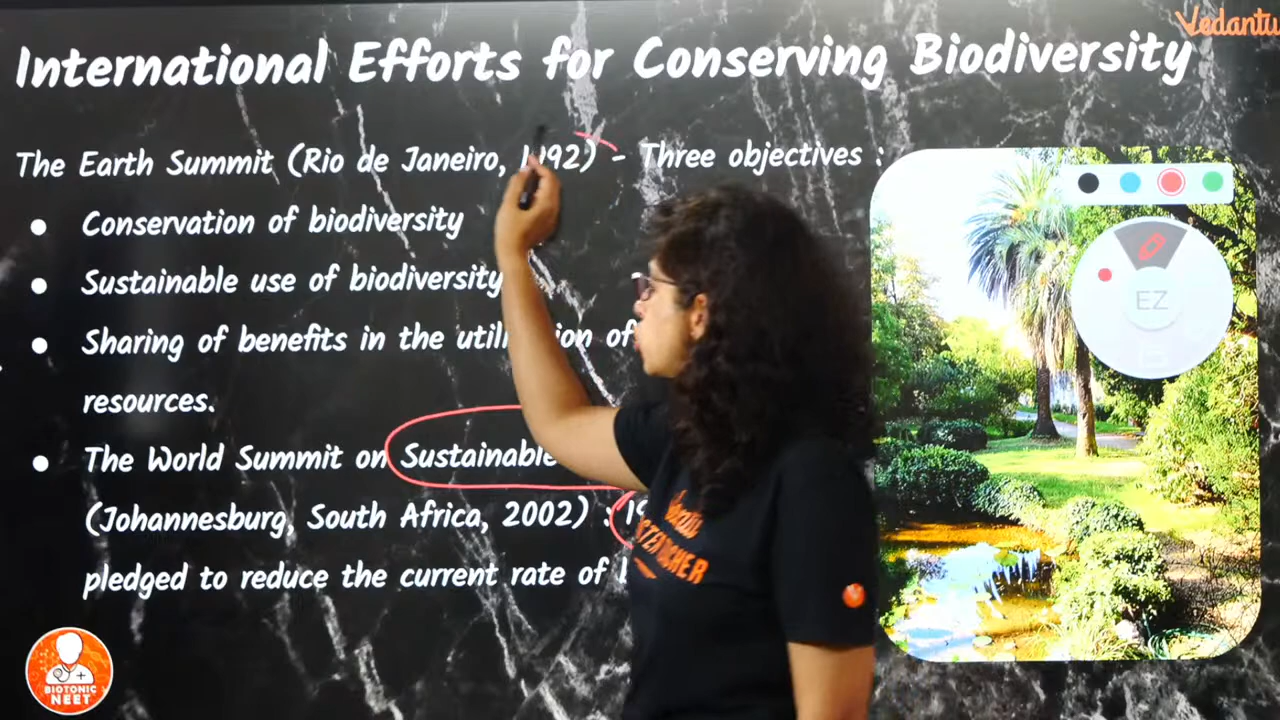 Vedantu
International Efforts for Conserving Biodiversity
The Earth Summit (Rio de Janeiro, 1992) - Three objectives :
● Conservation of biodiversity
● Sustainable use of biodiversity
● Sharing of benefits in the of
resources.
● The World Summit on Sustainable
(Johannesburg, South Africa, 2002) :
pledged to reduce the current rate of
EZ
BIOTONIC
NEET